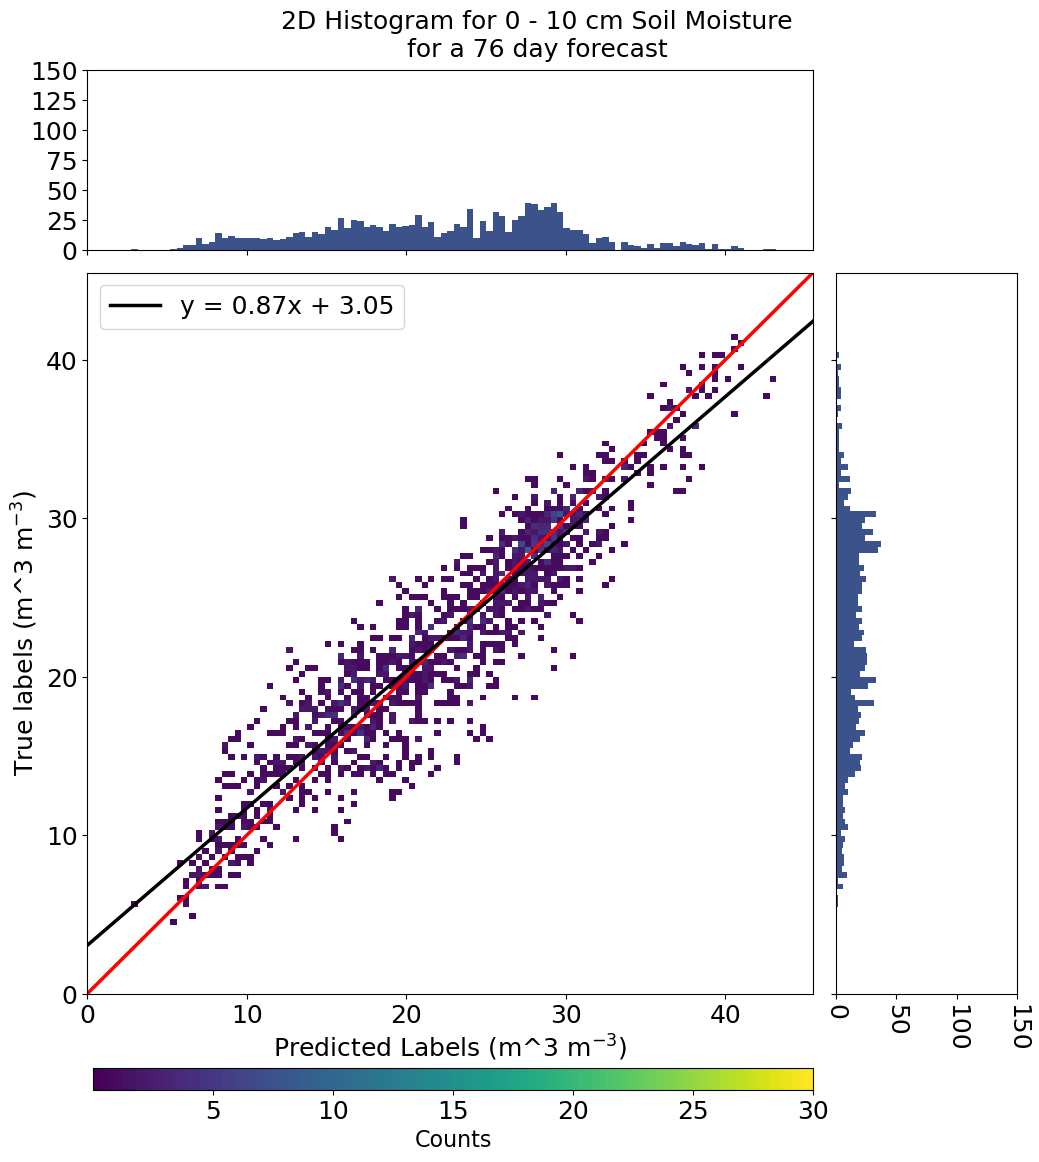 2D Histogram for 0 - 10 cm Soil Moisture
for a 76 day forecast
150
125
100
75
50
25
0
y = 0.87x + 3.05
True labels (m^3 m⁻³)
40
30
20
10
0
0 10 20 30 40
Predicted Labels (m^3 m⁻³)
0 50 100 150
5 10 15 20 25 30
Counts